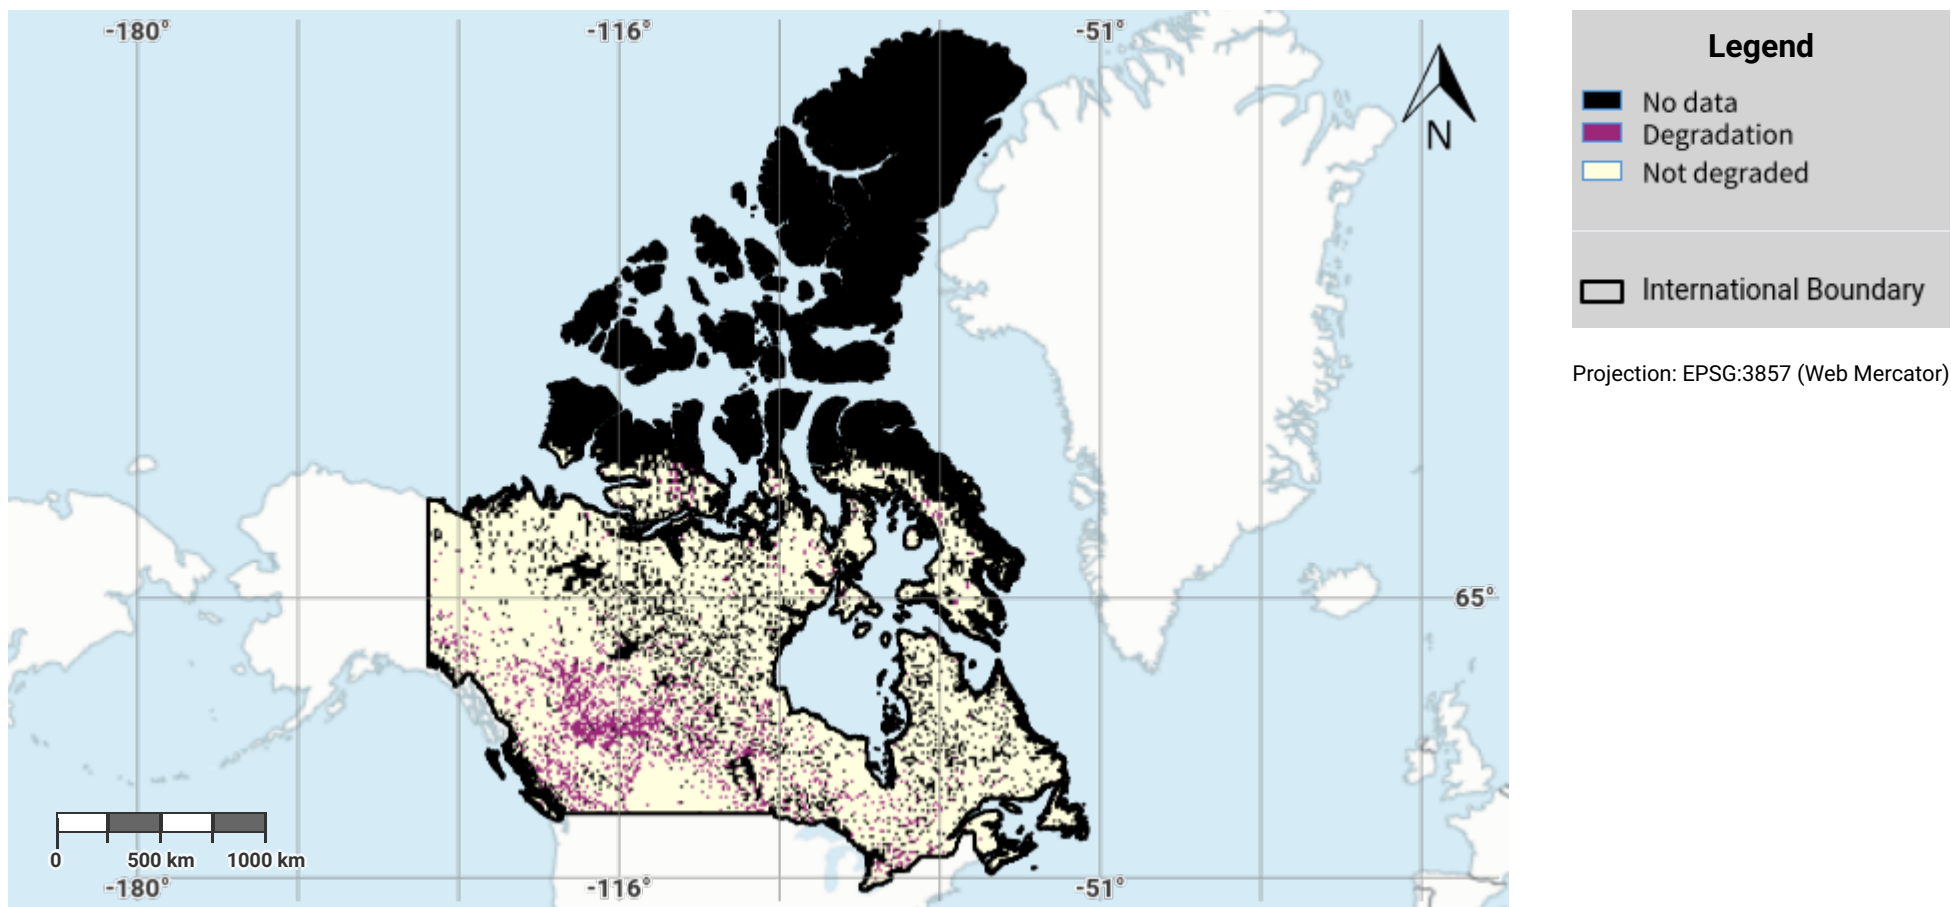 -180° -116° -51°
N
65°
0 500 km 1000 km
-180° -116° -51°
Legend
No data
Degradation
Not degraded
International Boundary
Projection: EPSG:3857 (Web Mercator)